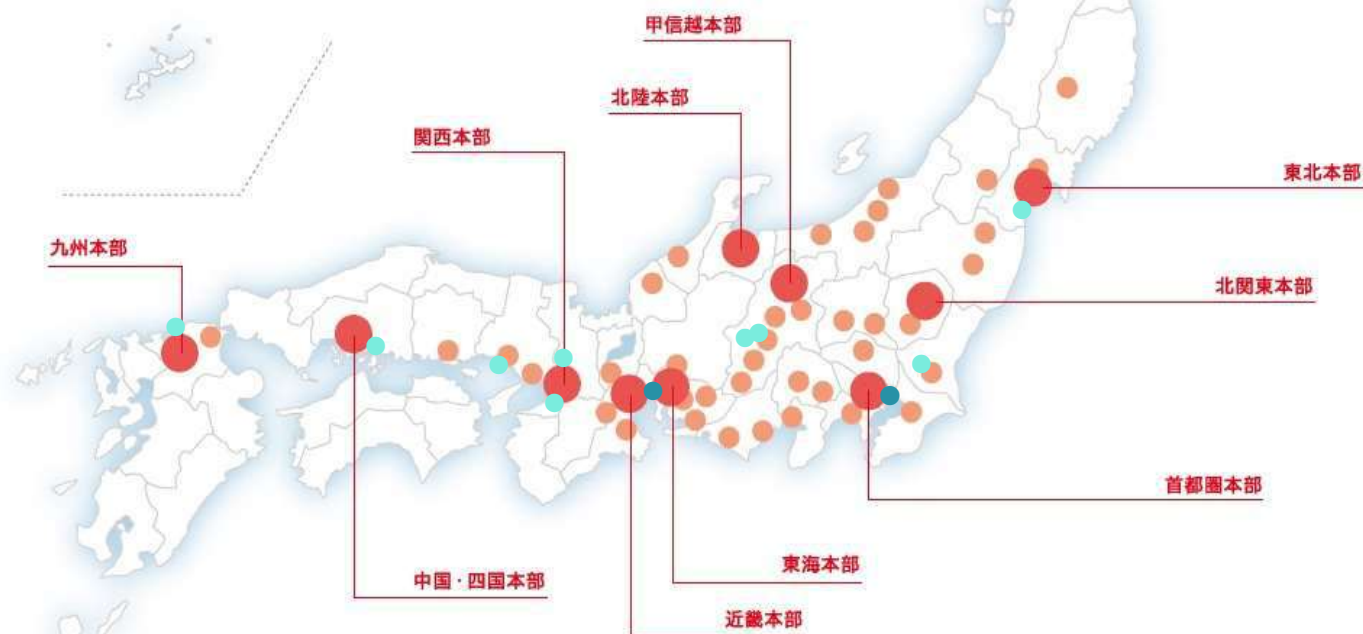 甲信越本部
北陸本部
関西本部
東北本部
九州本部
北関東本部
首都圏本部
東海本部
中国・四国本部
近畿本部